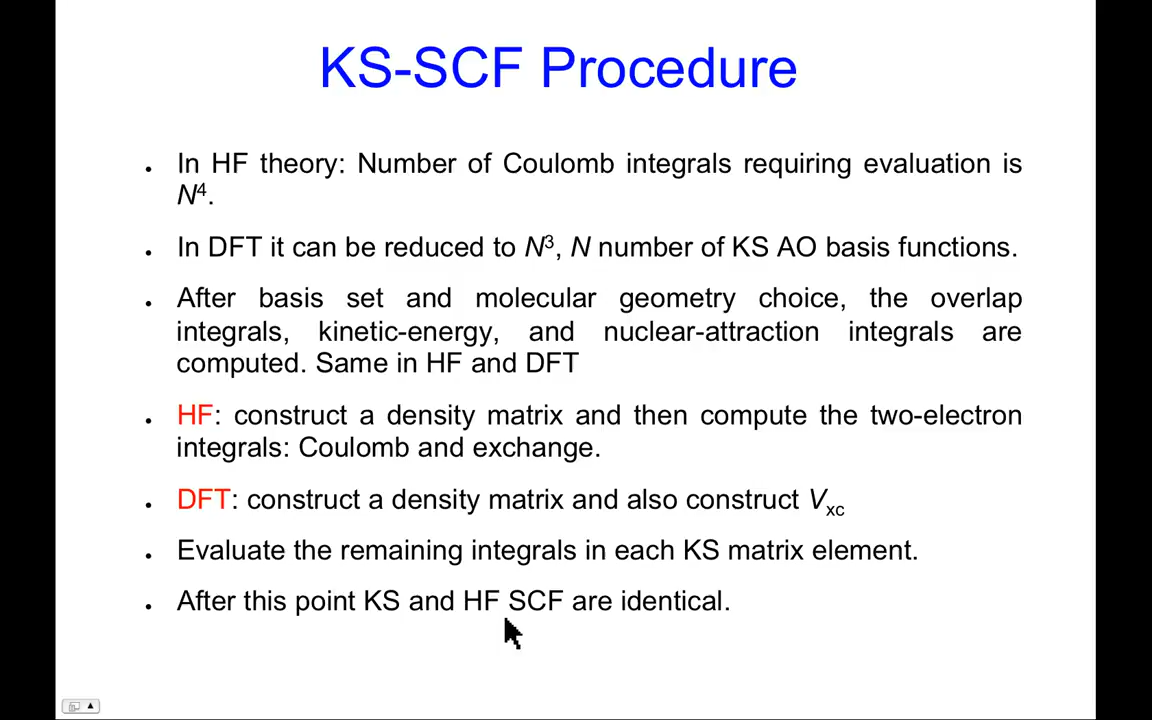 KS-SCF Procedure
• In HF theory: Number of Coulomb integrals requiring evaluation is
N⁴.
• In DFT it can be reduced to N³, N number of KS AO basis functions.
• After basis set and molecular geometry choice, the overlap
integrals, kinetic-energy, and nuclear-attraction integrals are
computed. Same in HF and DFT
• HF: construct a density matrix and then compute the two-electron
integrals: Coulomb and exchange.
• DFT: construct a density matrix and also construct Vxc
• Evaluate the remaining integrals in each KS matrix element.
• After this point KS and HF SCF are identical.